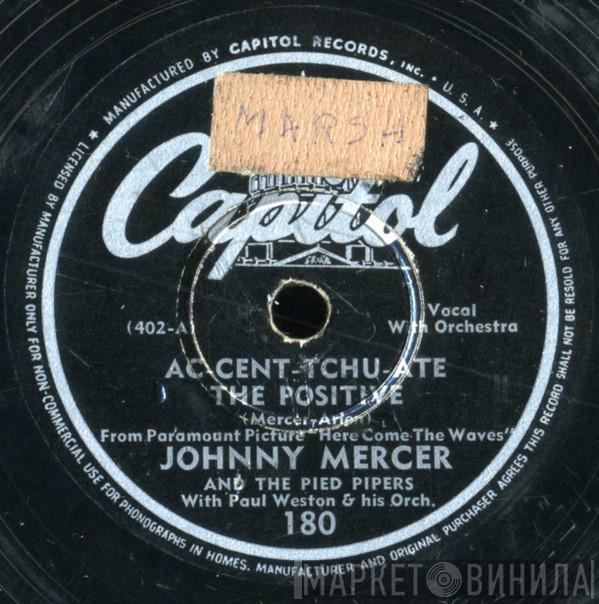 MANUFACTURED BY CAPITOL RECORDS, INC. • U. S. A.
MARSH
Capitol
(402-A)
Vocal
With Orchestra
AC-CENT-TCHU-ATE
THE POSITIVE
(Mercer-Arlen)
From Paramount Picture "Here Come The Waves"
JOHNNY MERCER
AND THE PIED PIPERS
With Paul Weston & his Orch.
180
LICENSED BY MANUFACTURER ONLY FOR NON-COMMERCIAL USE FOR PHONOGRAPHS IN HOMES. MANUFACTURER AND ORIGINAL PURCHASER AGREES THIS RECORD SHALL NOT BE RESOLD FOR ANY OTHER PURPOSE
МАРКЕТ ВИНИЛА